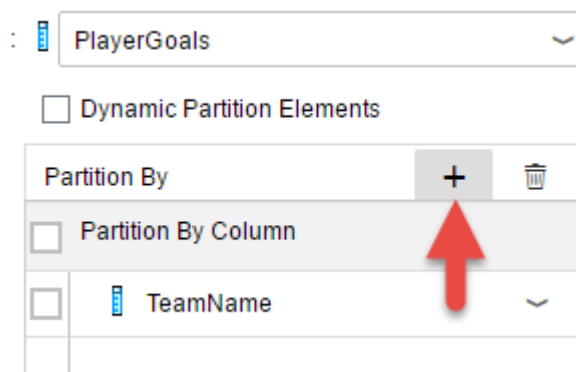 : PlayerGoals
Dynamic Partition Elements
Partition By +
Partition By Column
TeamName